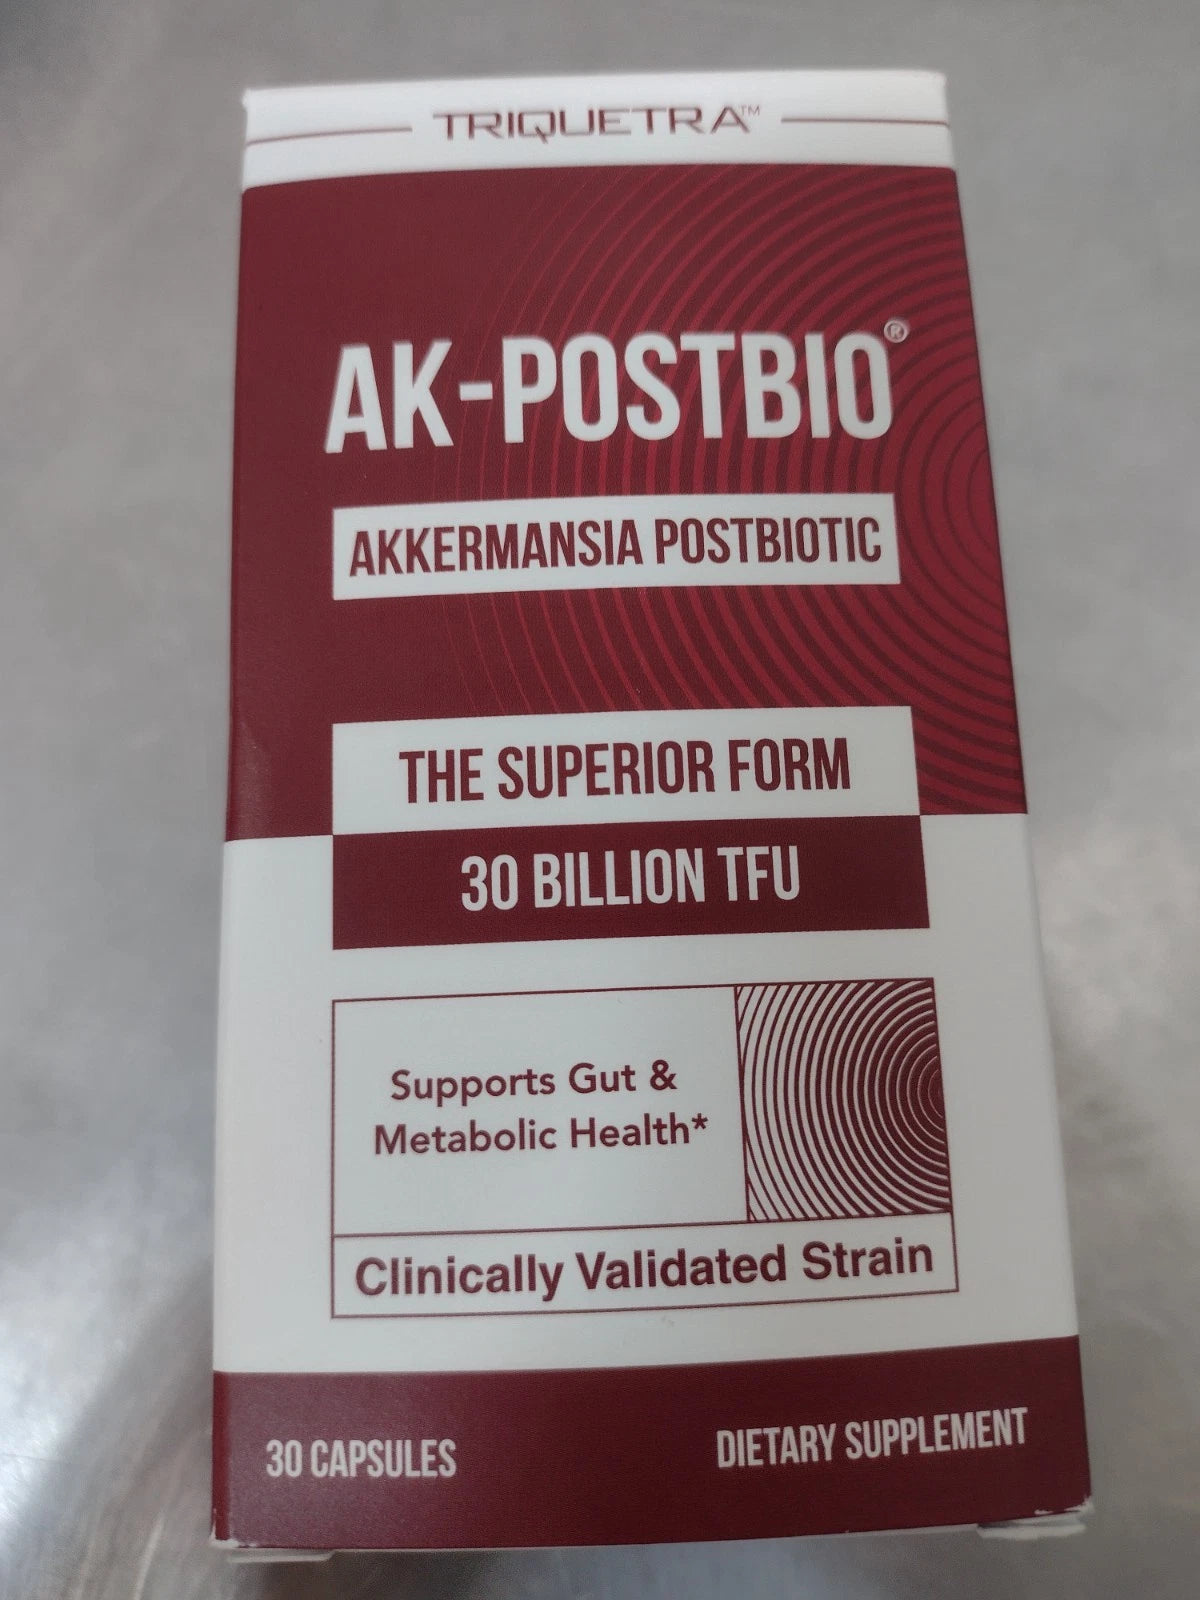 TRIQUETRA™
AK-POSTBIO®
AKKERMANSIA POSTBIOTIC
THE SUPERIOR FORM
30 BILLION TFU
Supports Gut &
Metabolic Health*
Clinically Validated Strain
30 CAPSULES
DIETARY SUPPLEMENT